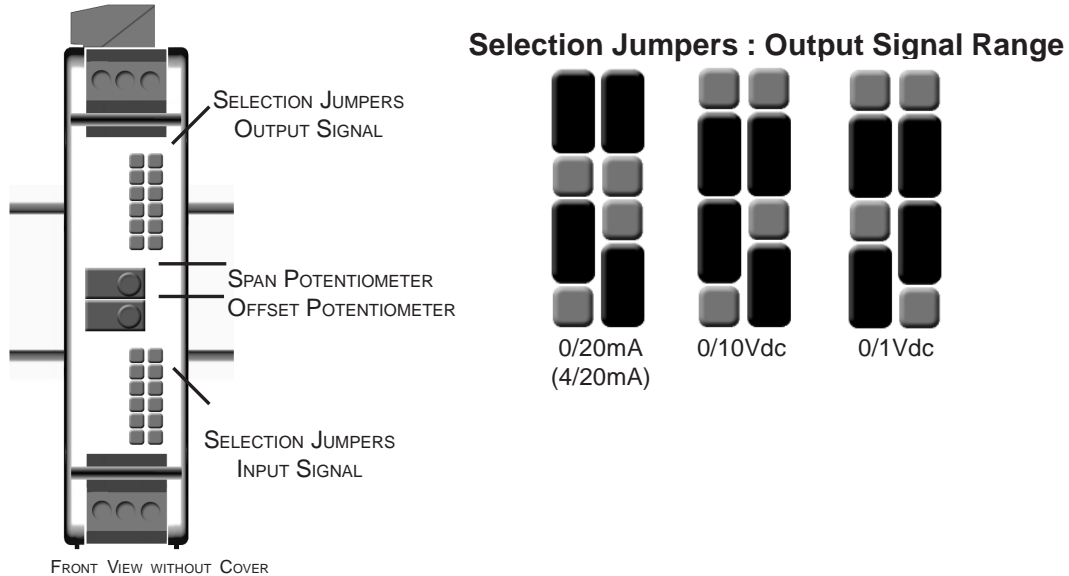 Selection Jumpers : Output Signal Range
SELECTION JUMPERS
OUTPUT SIGNAL
SPAN POTENTIOMETER
OFFSET POTENTIOMETER
SELECTION JUMPERS
INPUT SIGNAL
FRONT VIEW WITHOUT COVER
0/20mA
(4/20mA)
0/10Vdc
0/1Vdc